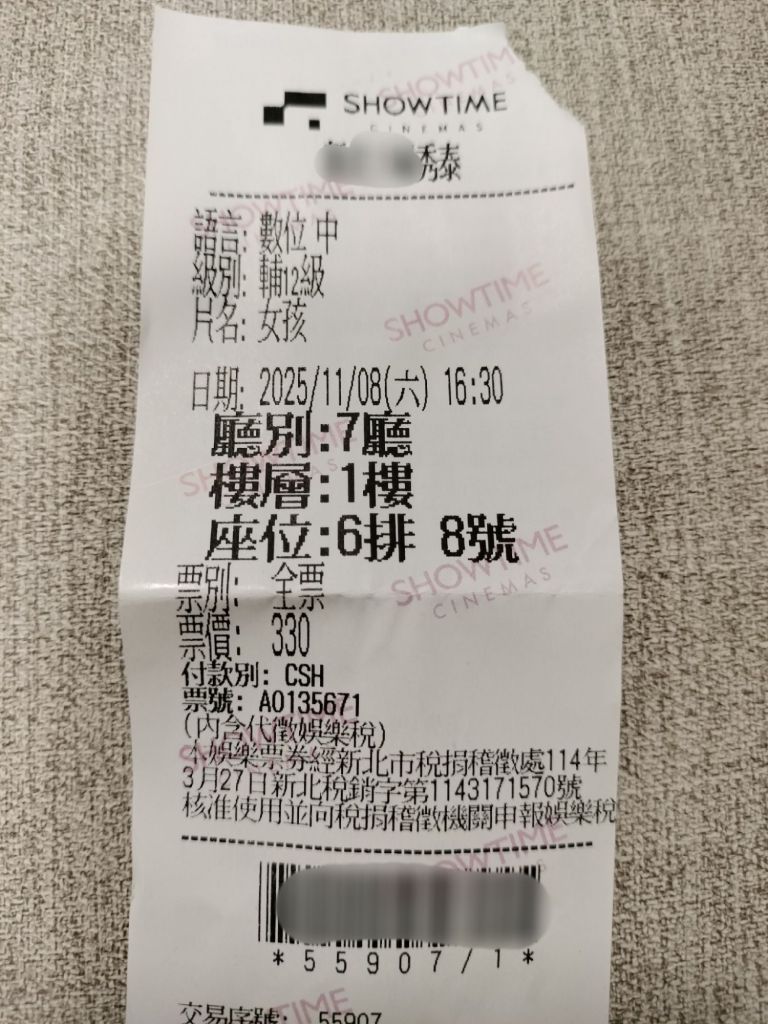 SHOWTIME
CINEMAS
秀泰
語言: 數位 中
級別: 輔12級
片名: 女孩
日期: 2025/11/08(六) 16:30
廳別:7廳
樓層:1樓
座位:6排 8號
票別: 全票
票價: 330
付款別: CSH
票號: A0135671
(內含代徵娛樂稅)
本娛樂票券經新北市稅捐稽徵處114年
3月27日新北稅銷字第1143171570號
核准使用並向稅捐稽徵機關申報娛樂稅
*55907/1*
交易序號: 55907